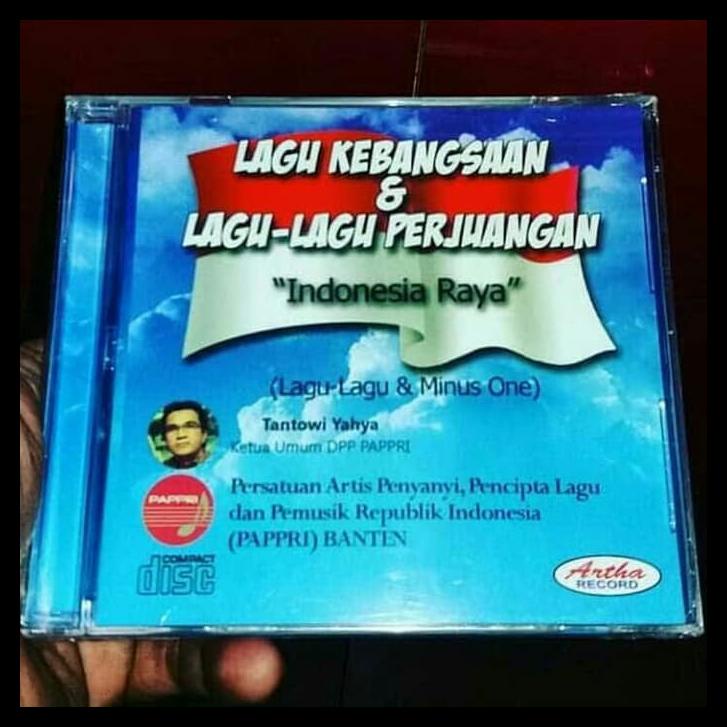 LAGU KEBANGSAAN
&
LAGU-LAGU PERJUANGAN
"Indonesia Raya"
(Lagu-Lagu & Minus One)
Tantowi Yahya
Ketua Umum DPP PAPPRI
PAPPRI
Persatuan Artis Penyanyi, Pencipta Lagu
dan Pemusik Republik Indonesia
(PAPPRI) BANTEN
COMPACT
disc
Artha
RECORD